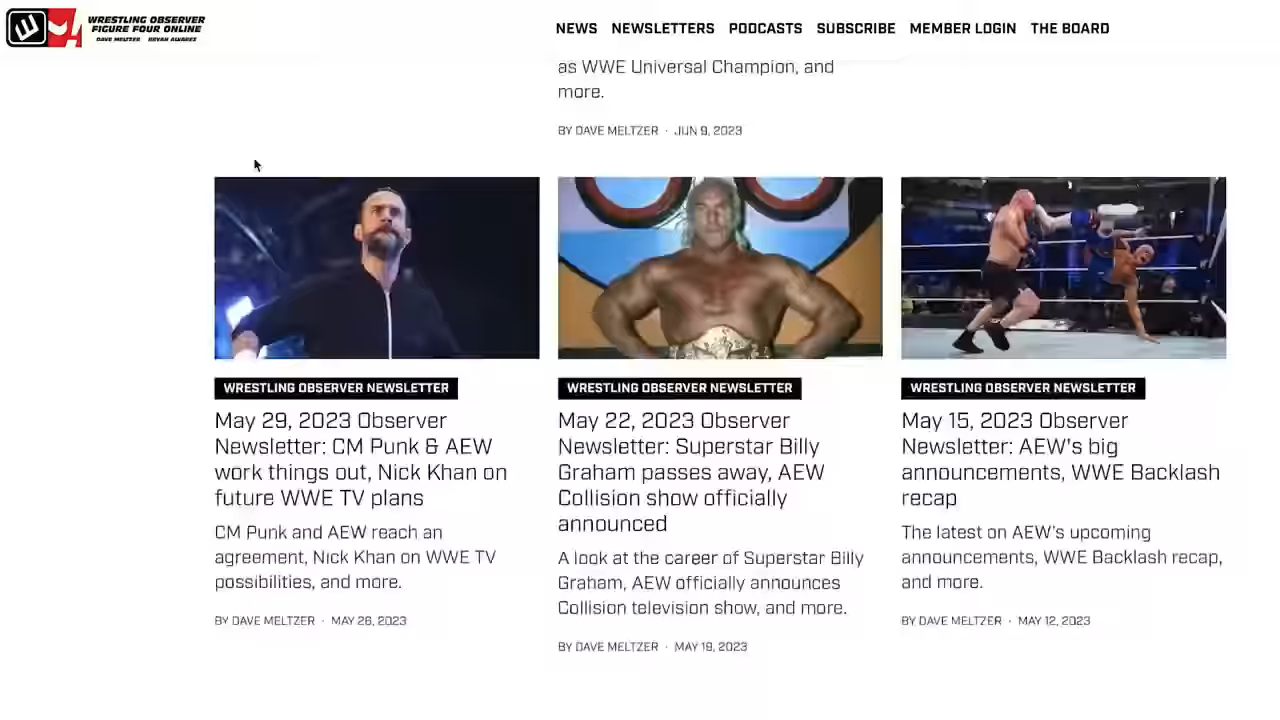 WRESTLING OBSERVER
FIGURE FOUR ONLINE
DAVE MELTZER BRYAN ALVAREZ
NEWS NEWSLETTERS PODCASTS SUBSCRIBE MEMBER LOGIN THE BOARD
as WWE Universal Champion, and
more.
BY DAVE MELTZER · JUN 9, 2023
WRESTLING OBSERVER NEWSLETTER
May 29, 2023 Observer
Newsletter: CM Punk & AEW
work things out, Nick Khan on
future WWE TV plans
CM Punk and AEW reach an
agreement, Nick Khan on WWE TV
possibilities, and more.
BY DAVE MELTZER · MAY 26, 2023
WRESTLING OBSERVER NEWSLETTER
May 22, 2023 Observer
Newsletter: Superstar Billy
Graham passes away, AEW
Collision show officially
announced
A look at the career of Superstar Billy
Graham, AEW officially announces
Collision television show, and more.
BY DAVE MELTZER · MAY 19, 2023
WRESTLING OBSERVER NEWSLETTER
May 15, 2023 Observer
Newsletter: AEW's big
announcements, WWE Backlash
recap
The latest on AEW's upcoming
announcements, WWE Backlash recap,
and more.
BY DAVE MELTZER · MAY 12, 2023